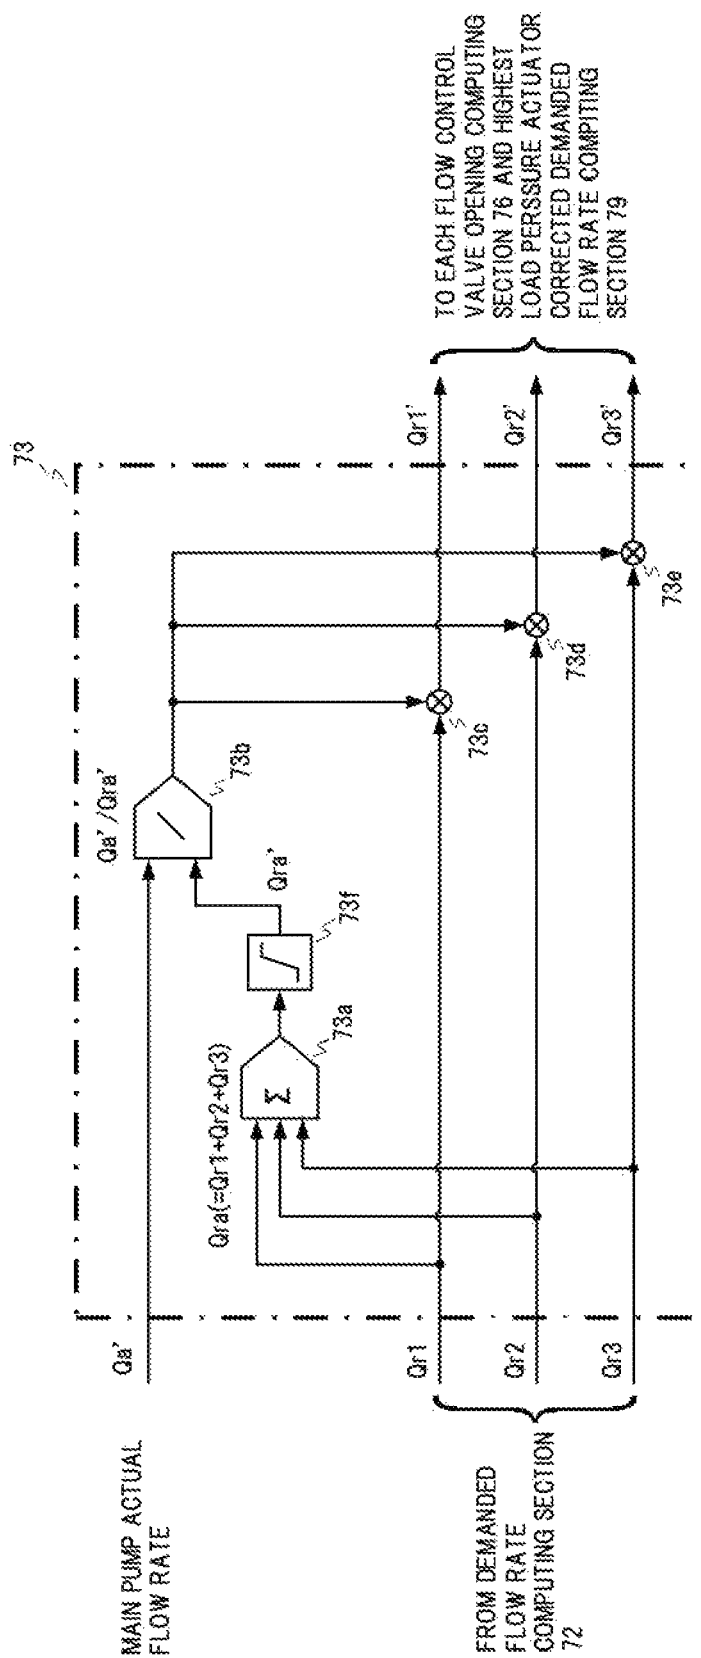 73
MAIN PUMP ACTUAL
FLOW RATE
Qa'
Qa' /Qra'
73b
Qra'
73f
Qra(=Qr1+Qr2+Qr3)
Σ
73a
FROM DEMANDED
FLOW RATE
COMPUTING SECTION
72
Qr1
73c
Qr1'
Qr2
73d
Qr2'
Qr3
73e
Qr3'
TO EACH FLOW CONTROL
VALVE OPENING COMPUTING
SECTION 76 AND HIGHEST
LOAD PERSSURE ACTUATOR
CORRECTED DEMANDED
FLOW RATE COMPITING
SECTION 79